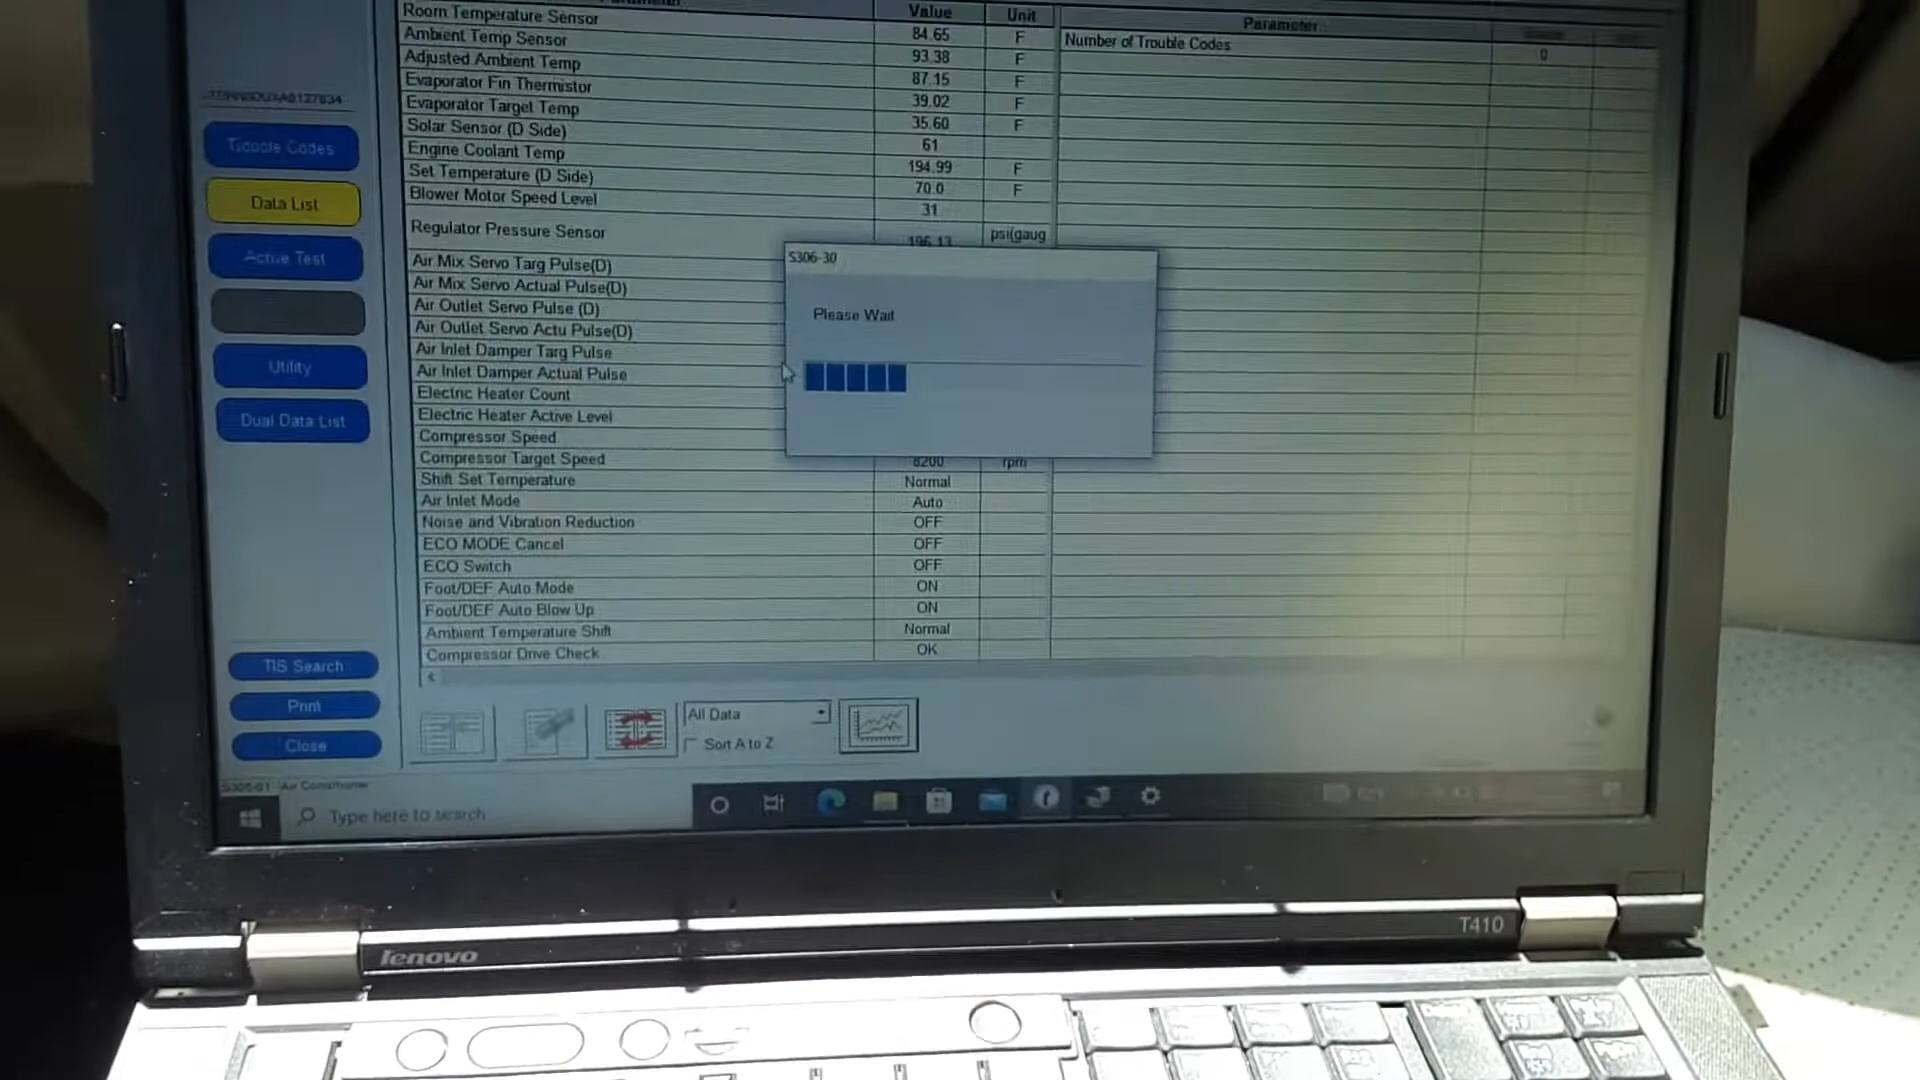 Value Unit Parameter
Room Temperature Sensor 84.65 F Number of Trouble Codes 0
Ambient Temp Sensor 93.38 F
Adjusted Ambient Temp 87.15 F
Evaporator Fin Thermistor 39.02 F
Evaporator Target Temp 35.60 F
Solar Sensor (D Side) 61
Engine Coolant Temp 194.99 F
Set Temperature (D Side) 70.0 F
Blower Motor Speed Level 31
Regulator Pressure Sensor 196.13 psi(gaug
Air Mix Servo Targ Pulse(D)
Air Mix Servo Actual Pulse(D)
Air Outlet Servo Pulse (D)
Air Outlet Servo Actu Pulse(D)
Air Inlet Damper Targ Pulse
Air Inlet Damper Actual Pulse
Electric Heater Count
Electric Heater Active Level
Compressor Speed
Compressor Target Speed 8200 rpm
Shift Set Temperature Normal
Air Inlet Mode Auto
Noise and Vibration Reduction OFF
ECO MODE Cancel OFF
ECO Switch OFF
Foot/DEF Auto Mode ON
Foot/DEF Auto Blow Up ON
Ambient Temperature Shift Normal
Compressor Drive Check OK
S306-30
Please Wait
Trouble Codes
Data List
Active Test
Utility
Dual Data List
TIS Search
Print
Close
All Data
Sort A to Z
S306-01 Air Conditioner
Type here to search
lenovo
T410